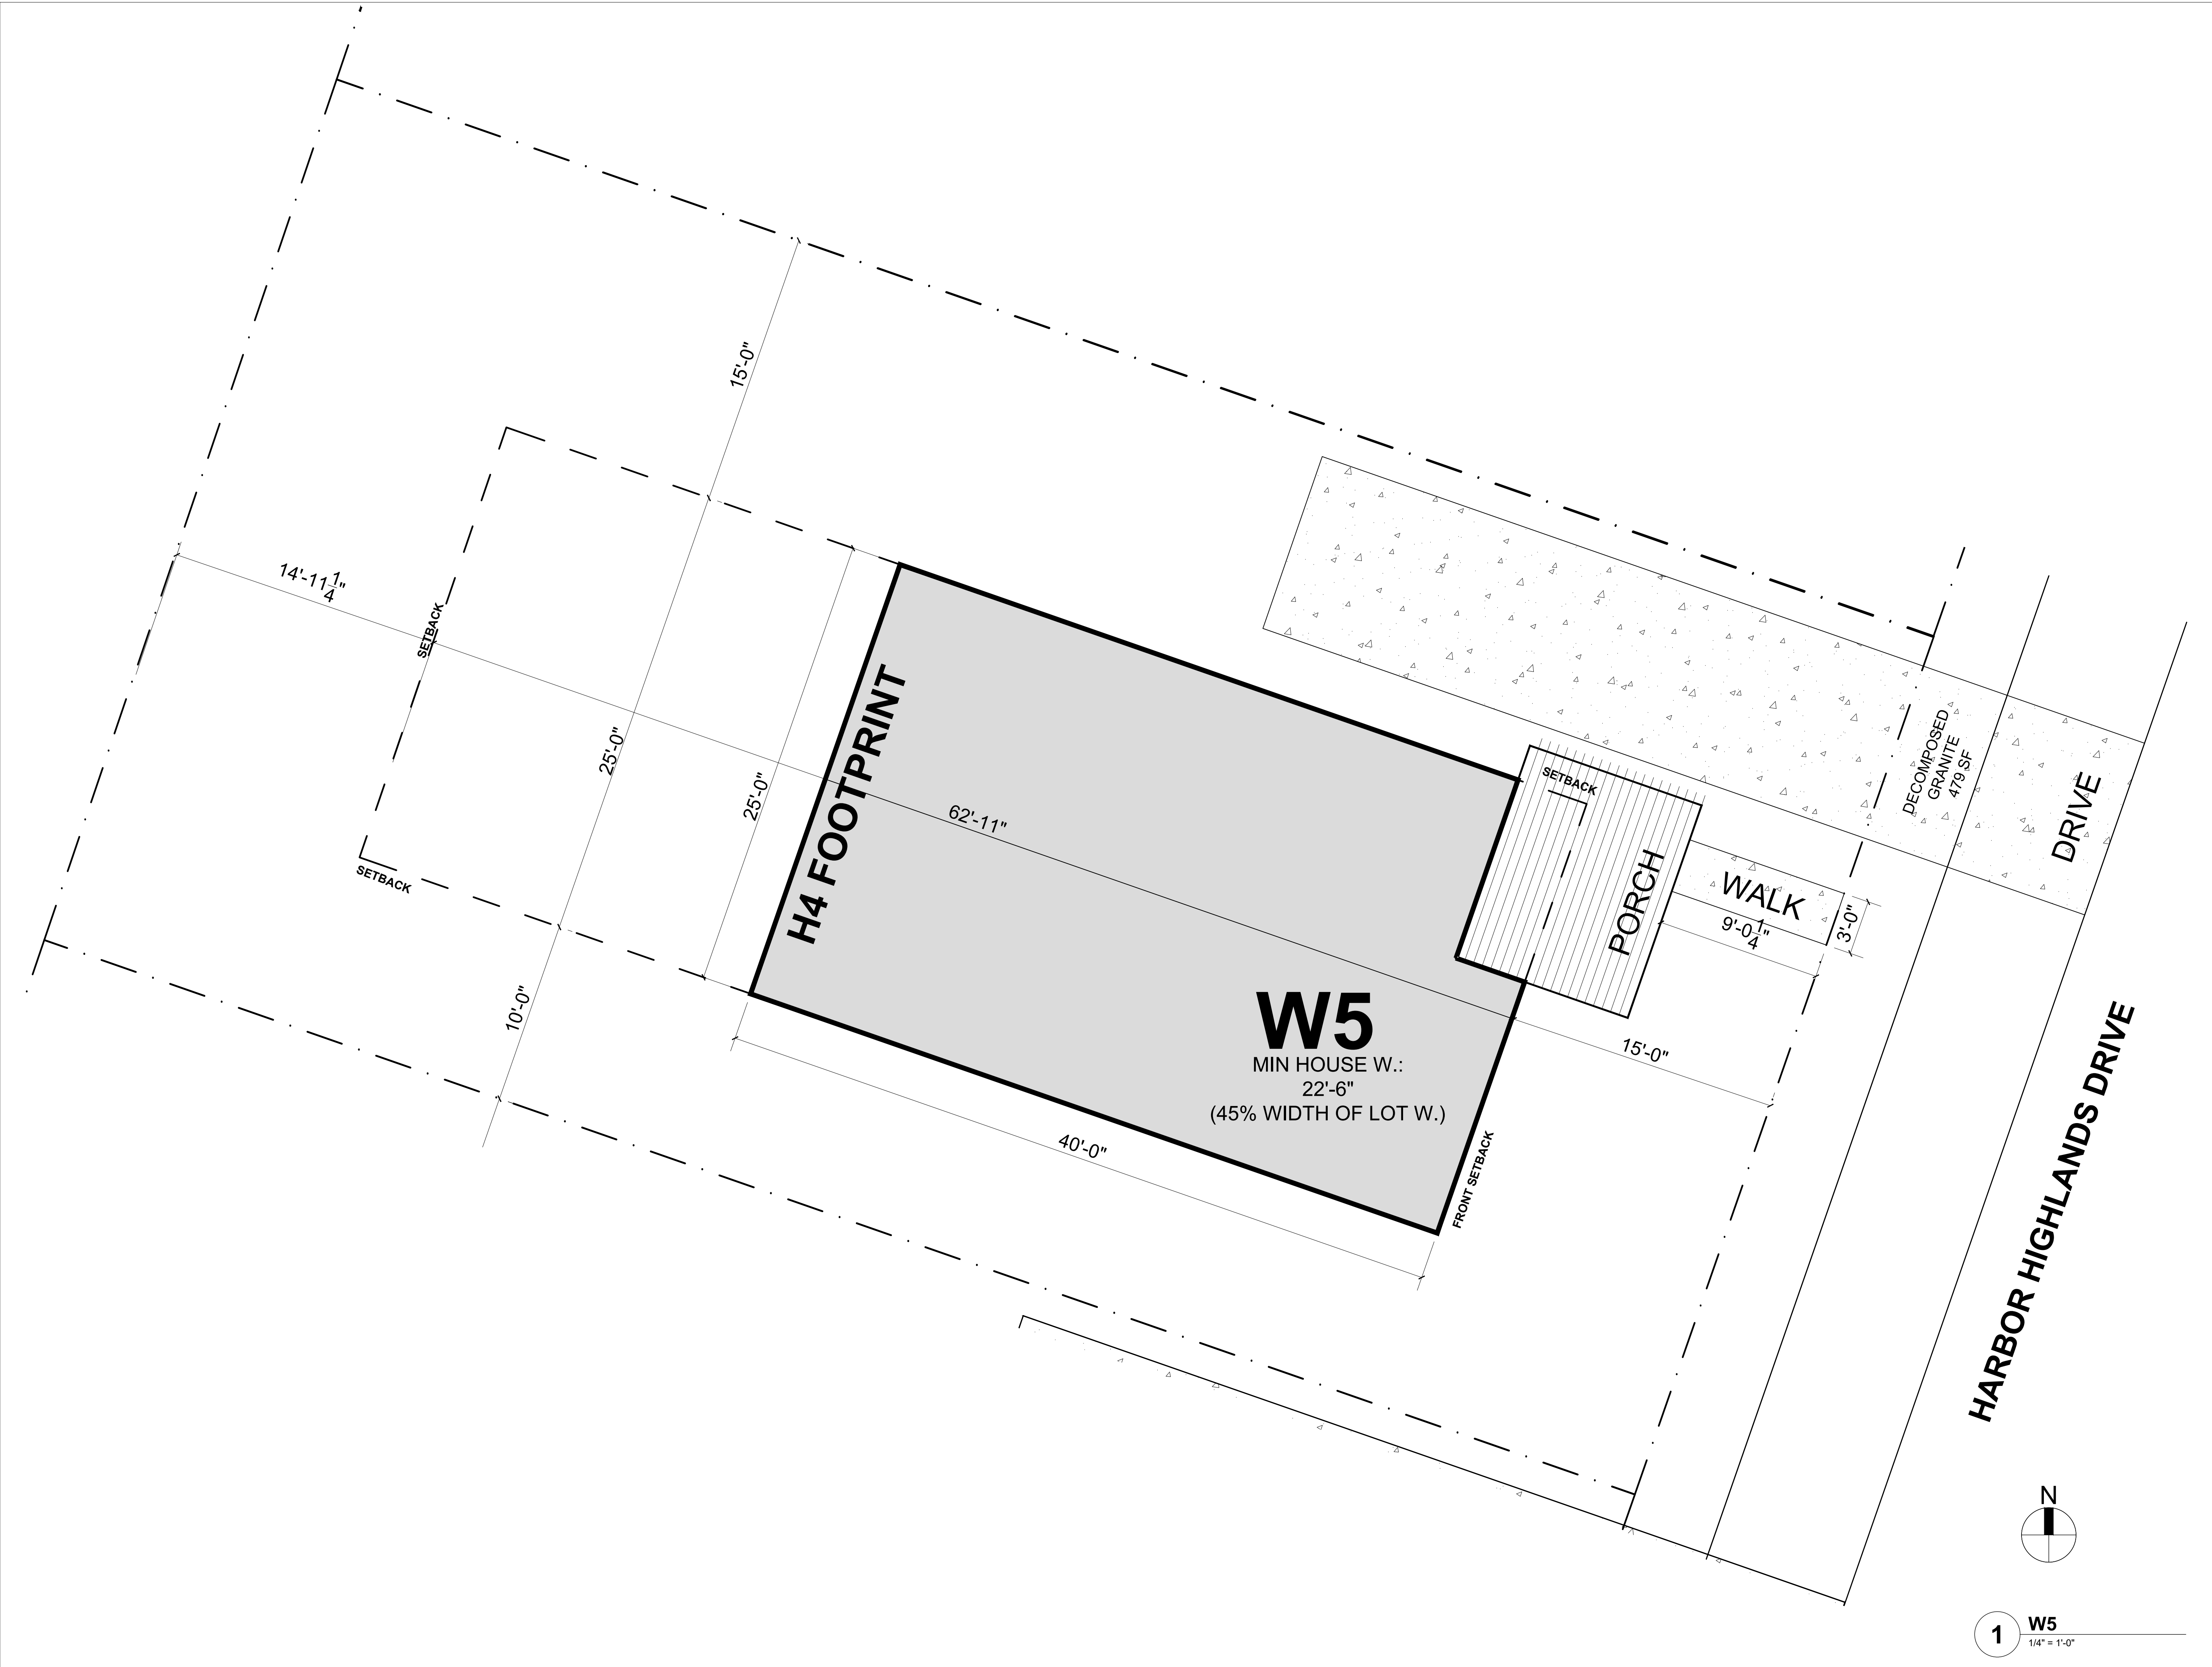 15'-0"
14'-11 1/4"
SETBACK
25'-0"
25'-0"
H4 FOOTPRINT
62'-11"
SETBACK
SETBACK
PORCH
WALK
9'-0 1/4"
3'-0"
DECOMPOSED
GRANITE
479 SF
DRIVE
10'-0"
W5
MIN HOUSE W.:
22'-6"
(45% WIDTH OF LOT W.)
15'-0"
40'-0"
FRONT SETBACK
HARBOR HIGHLANDS DRIVE
N
1
W5
1/4" = 1'-0"